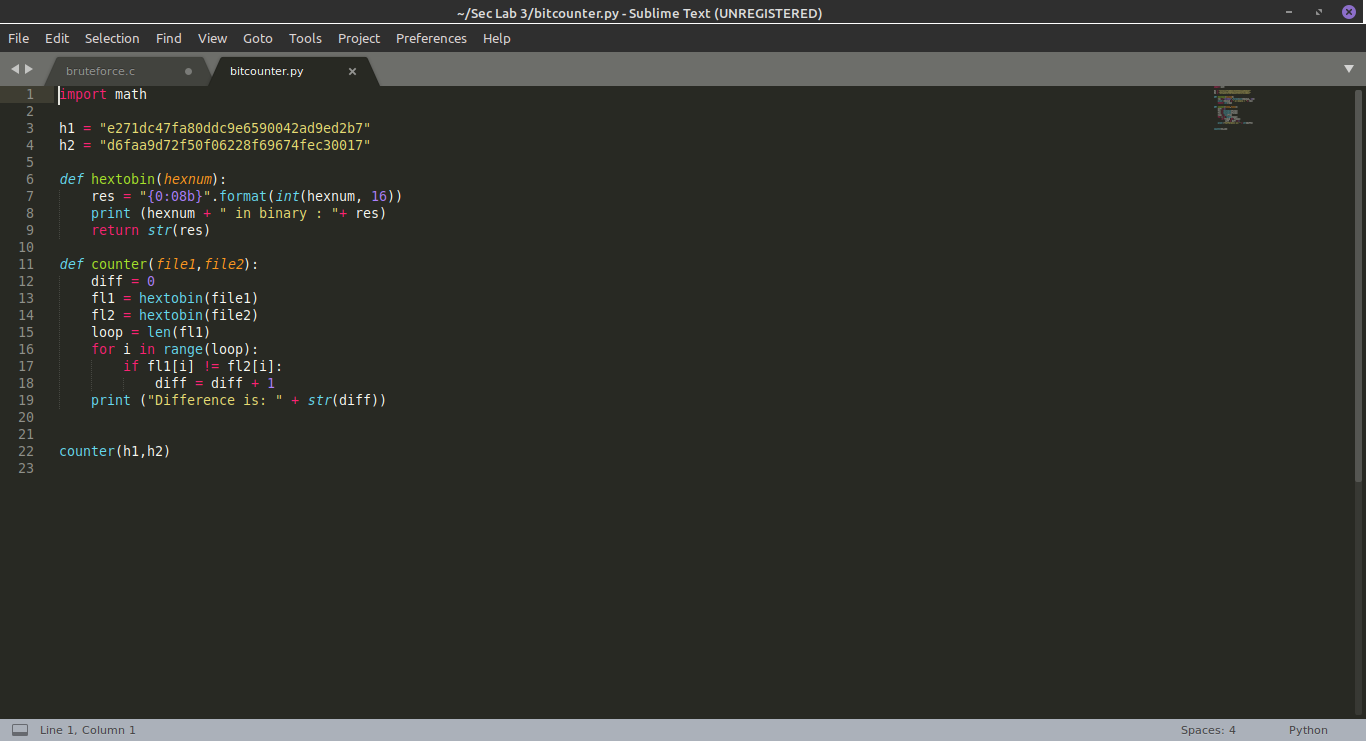 ~/Sec Lab 3/bitcounter.py - Sublime Text (UNREGISTERED)
File Edit Selection Find View Goto Tools Project Preferences Help
bruteforce.c bitcounter.py
1 import math
2
3 h1 = "e271dc47fa80ddc9e6590042ad9ed2b7"
4 h2 = "d6faa9d72f50f06228f69674fec30017"
5
6 def hextobin(hexnum):
7     res = "{0:08b}".format(int(hexnum, 16))
8     print (hexnum + " in binary : "+ res)
9     return str(res)
10
11 def counter(file1,file2):
12     diff = 0
13     fl1 = hextobin(file1)
14     fl2 = hextobin(file2)
15     loop = len(fl1)
16     for i in range(loop):
17         if fl1[i] != fl2[i]:
18             diff = diff + 1
19     print ("Difference is: " + str(diff))
20
21
22 counter(h1,h2)
23
Line 1, Column 1 Spaces: 4 Python